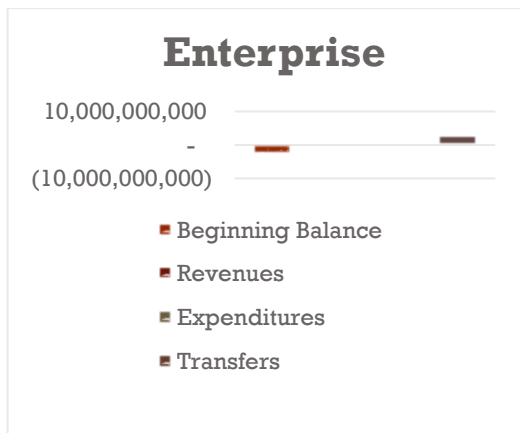 Enterprise
10,000,000,000
-
(10,000,000,000)
Beginning Balance
Revenues
Expenditures
Transfers